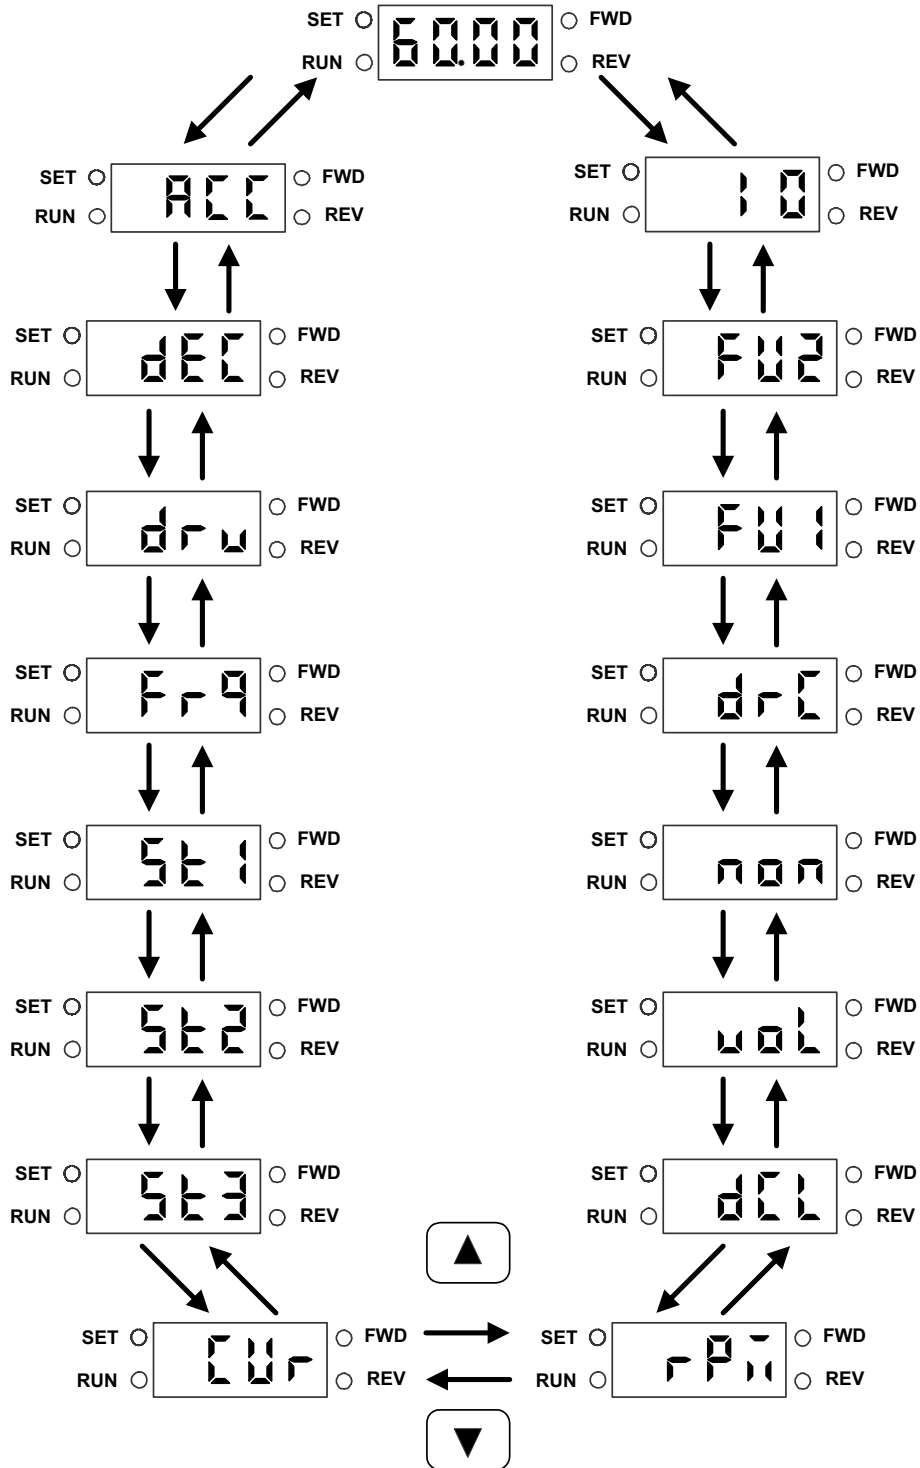 SET 60.00 FWD
RUN REV
SET ACC FWD
RUN REV
SET I O FWD
RUN REV
SET dEC FWD
RUN REV
SET FU2 FWD
RUN REV
SET drv FWD
RUN REV
SET FU1 FWD
RUN REV
SET Frq FWD
RUN REV
SET drC FWD
RUN REV
SET St1 FWD
RUN REV
SET non FWD
RUN REV
SET St2 FWD
RUN REV
SET voL FWD
RUN REV
SET St3 FWD
RUN REV
SET dCL FWD
RUN REV
SET CUr FWD
RUN REV
SET rPm FWD
RUN REV